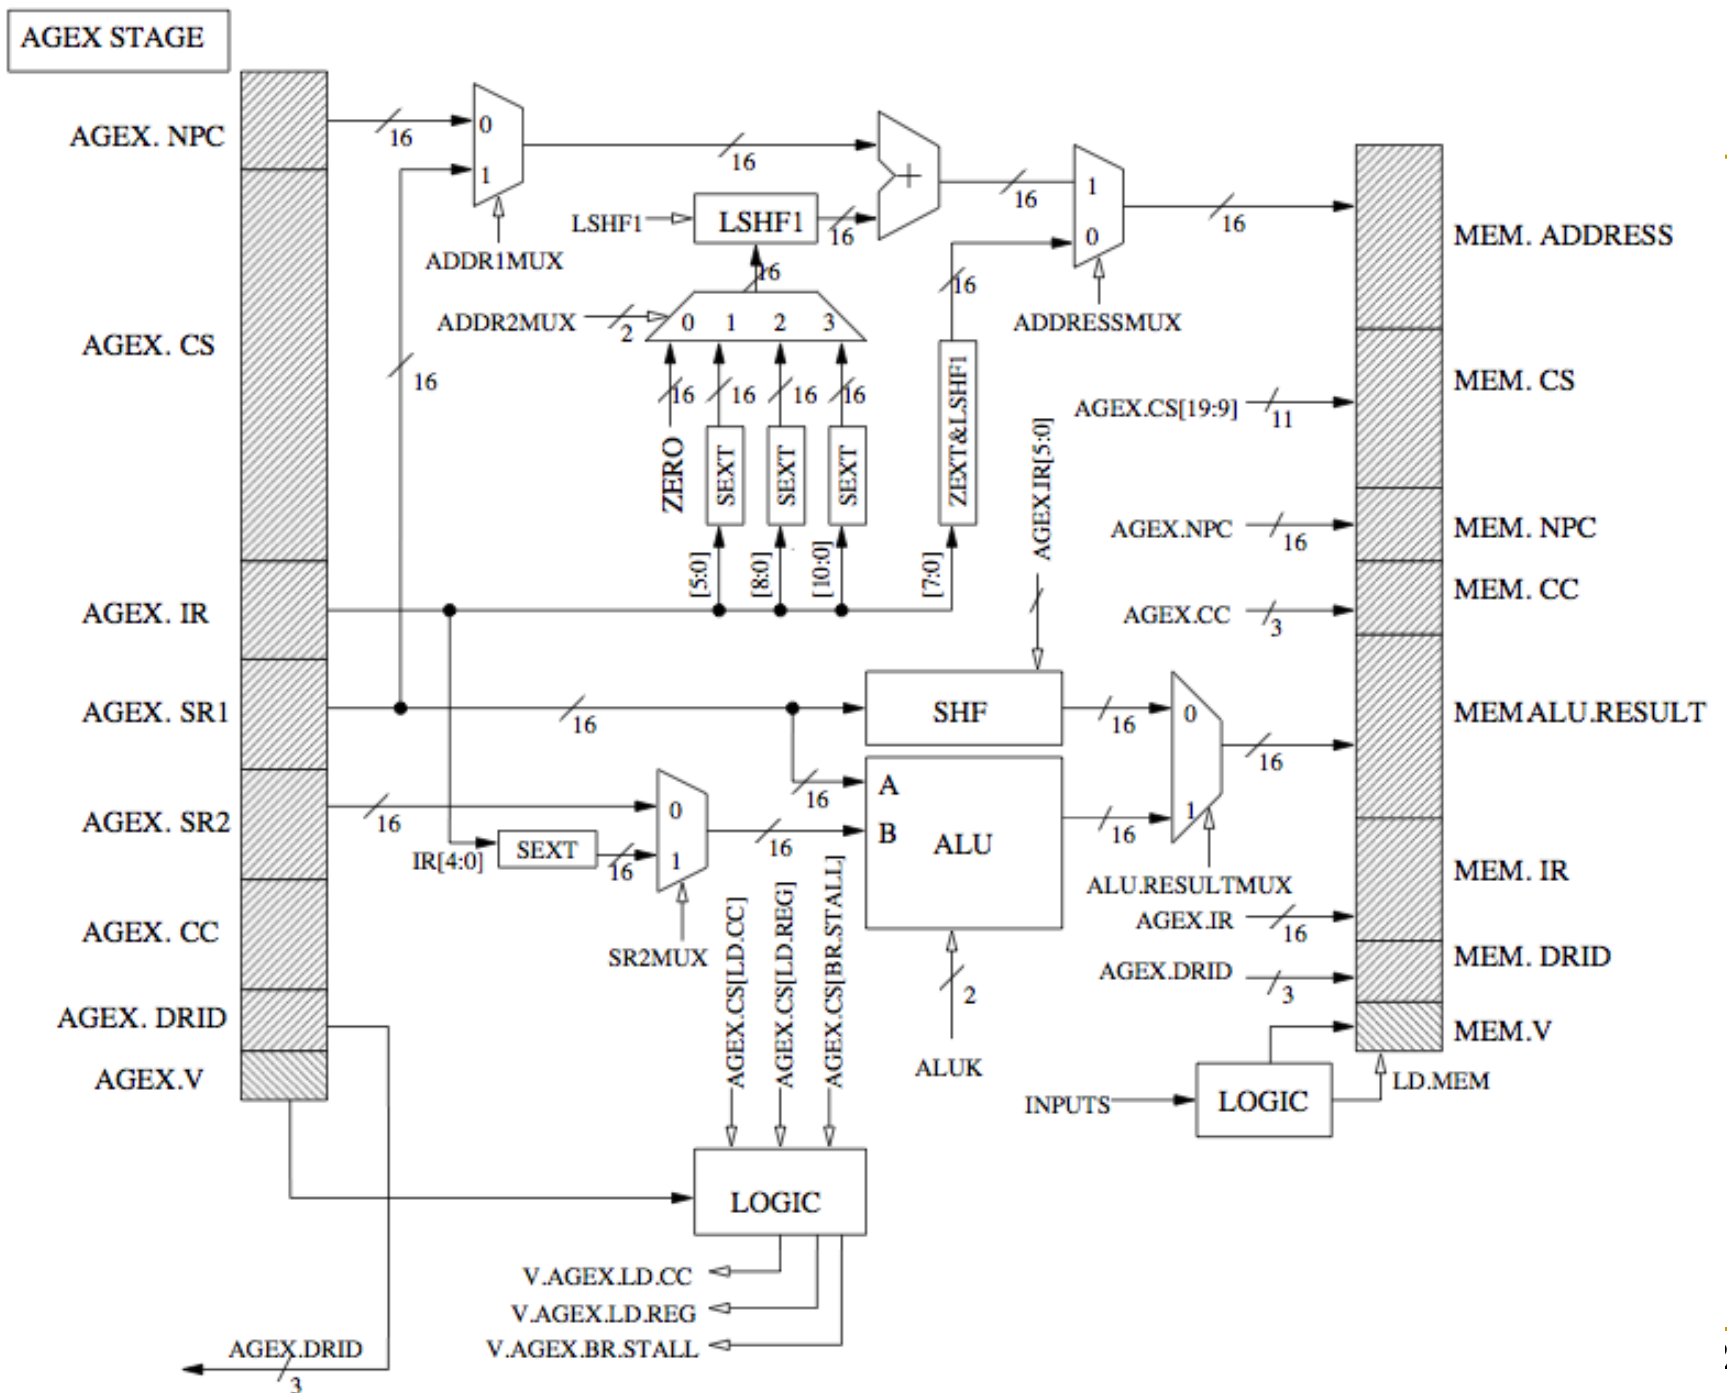 AGEX STAGE
AGEX. NPC
AGEX. CS
AGEX. IR
AGEX. SR1
AGEX. SR2
AGEX. CC
AGEX. DRID
AGEX.V
16
0
1
ADDR1MUX
16
16
LSHF1
LSHF1
16
+
16
1
0
ADDRESSMUX
16
16
ADDR2MUX
2
0 1 2 3
16
16
16
16
ZERO
SEXT
SEXT
SEXT
ZEXT&LSHF1
16
[5:0]
[8:0]
[10:0]
[7:0]
AGEX.IR[5:0]
16
SHF
16
16
A
B
ALU
16
0
1
16
ALU.RESULTMUX
16
0
1
16
IR[4:0]
SEXT
16
SR2MUX
2
ALUK
AGEX.CS[LD.CC]
AGEX.CS[LD.REG]
AGEX.CS[BR.STALL]
LOGIC
V.AGEX.LD.CC
V.AGEX.LD.REG
V.AGEX.BR.STALL
AGEX.DRID
3
AGEX.CS[19:9]
11
AGEX.NPC
16
AGEX.CC
3
AGEX.IR
16
AGEX.DRID
3
INPUTS
LOGIC
LD.MEM
MEM. ADDRESS
MEM. CS
MEM. NPC
MEM. CC
MEM.ALU.RESULT
MEM. IR
MEM. DRID
MEM.V